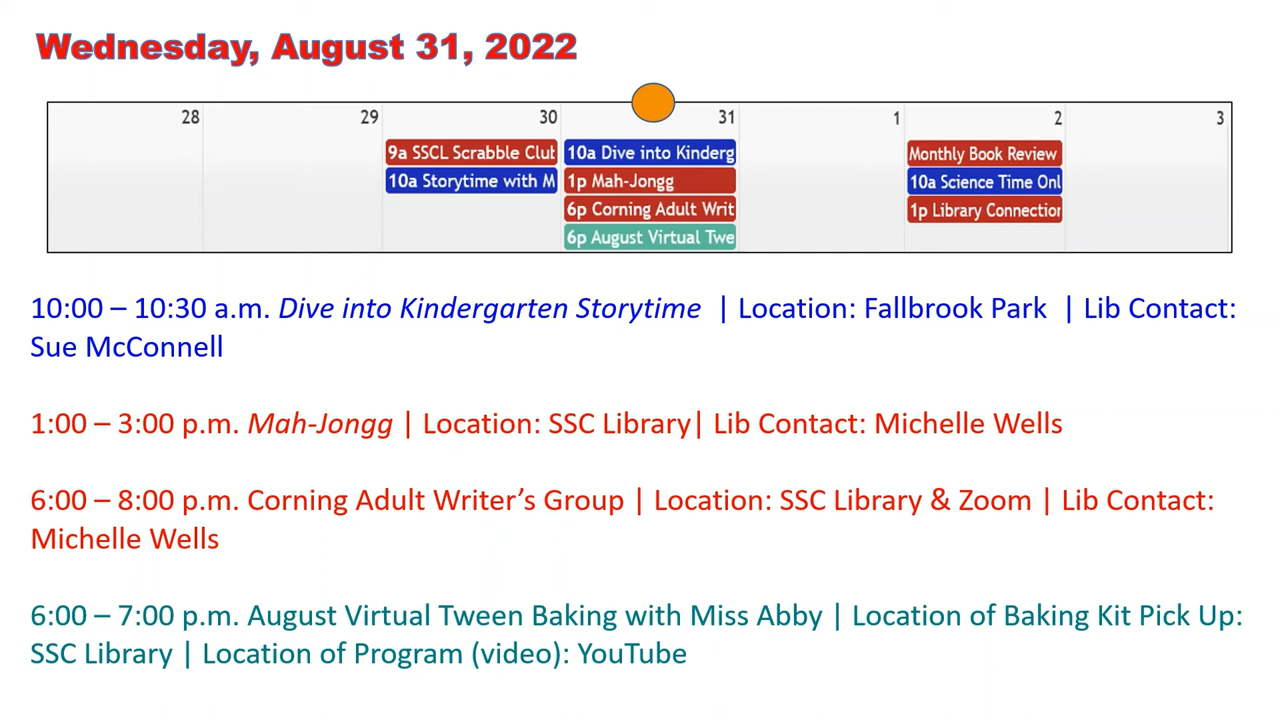 Wednesday, August 31, 2022
28 29 30 31 1 2 3
9a SSCL Scrabble Club 10a Dive into Kinderg Monthly Book Review
10a Storytime with M 1p Mah-Jongg 10a Science Time Onl
6p Corning Adult Writ 1p Library Connection
6p August Virtual Twe
10:00 – 10:30 a.m. Dive into Kindergarten Storytime | Location: Fallbrook Park | Lib Contact:
Sue McConnell
1:00 – 3:00 p.m. Mah-Jongg | Location: SSC Library| Lib Contact: Michelle Wells
6:00 – 8:00 p.m. Corning Adult Writer’s Group | Location: SSC Library & Zoom | Lib Contact:
Michelle Wells
6:00 – 7:00 p.m. August Virtual Tween Baking with Miss Abby | Location of Baking Kit Pick Up:
SSC Library | Location of Program (video): YouTube